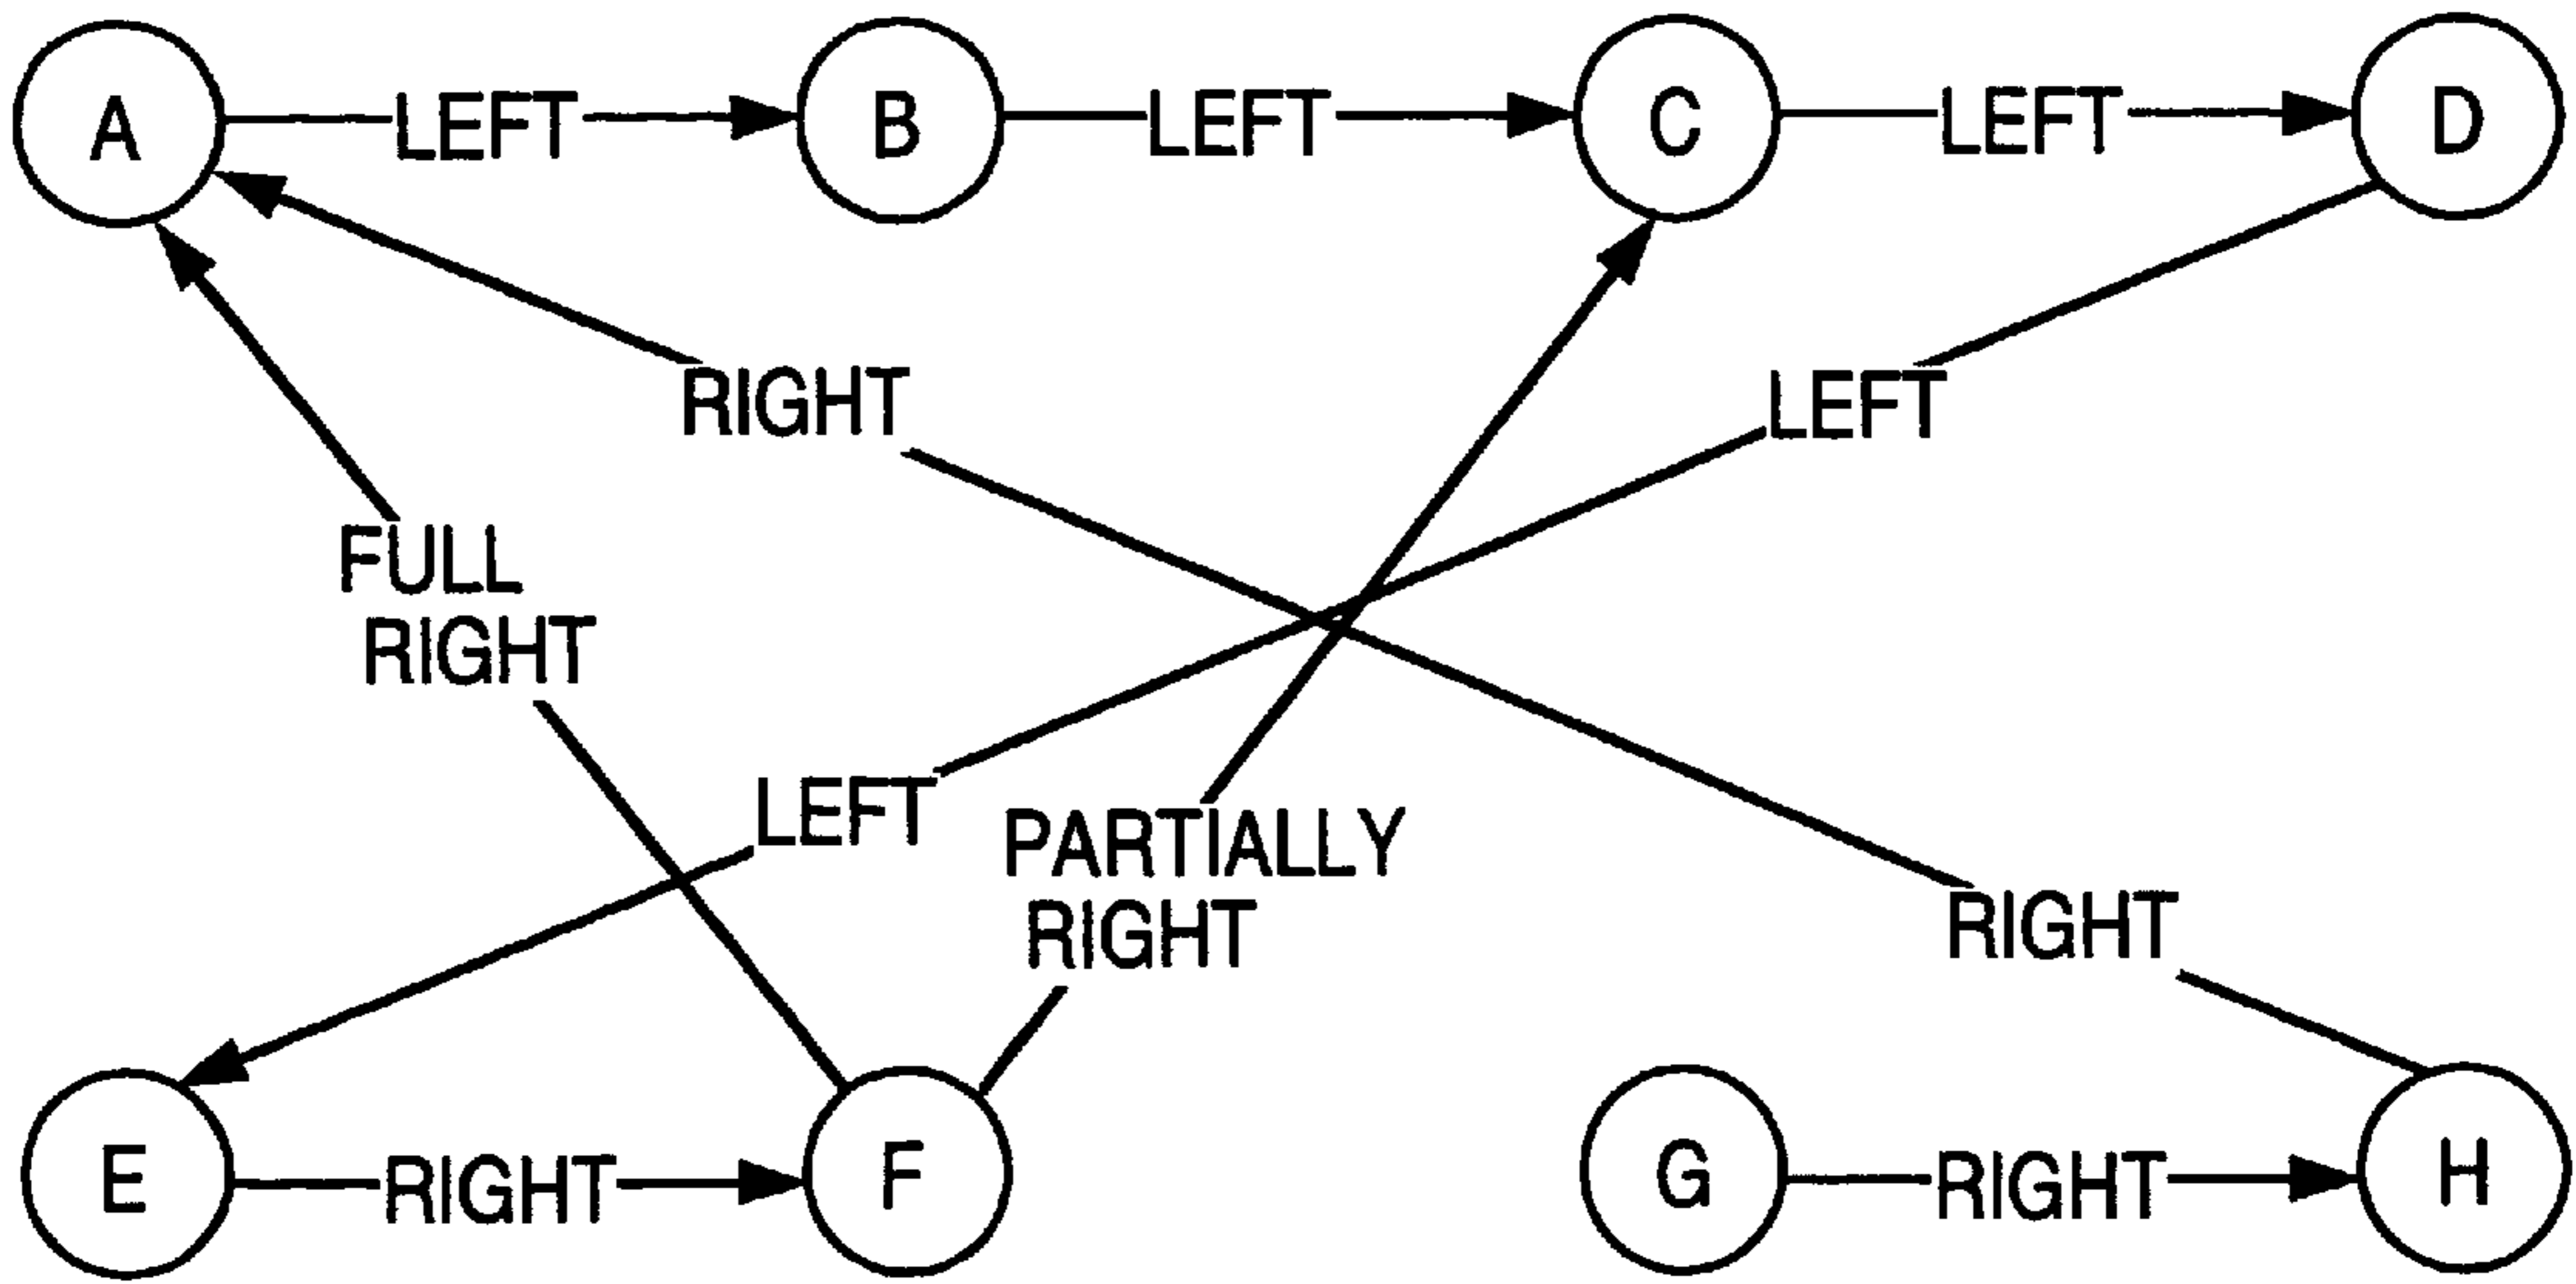 A LEFT B LEFT C LEFT D
RIGHT
LEFT
FULL
RIGHT
LEFT
PARTIALLY
RIGHT
RIGHT
E RIGHT F
G RIGHT H